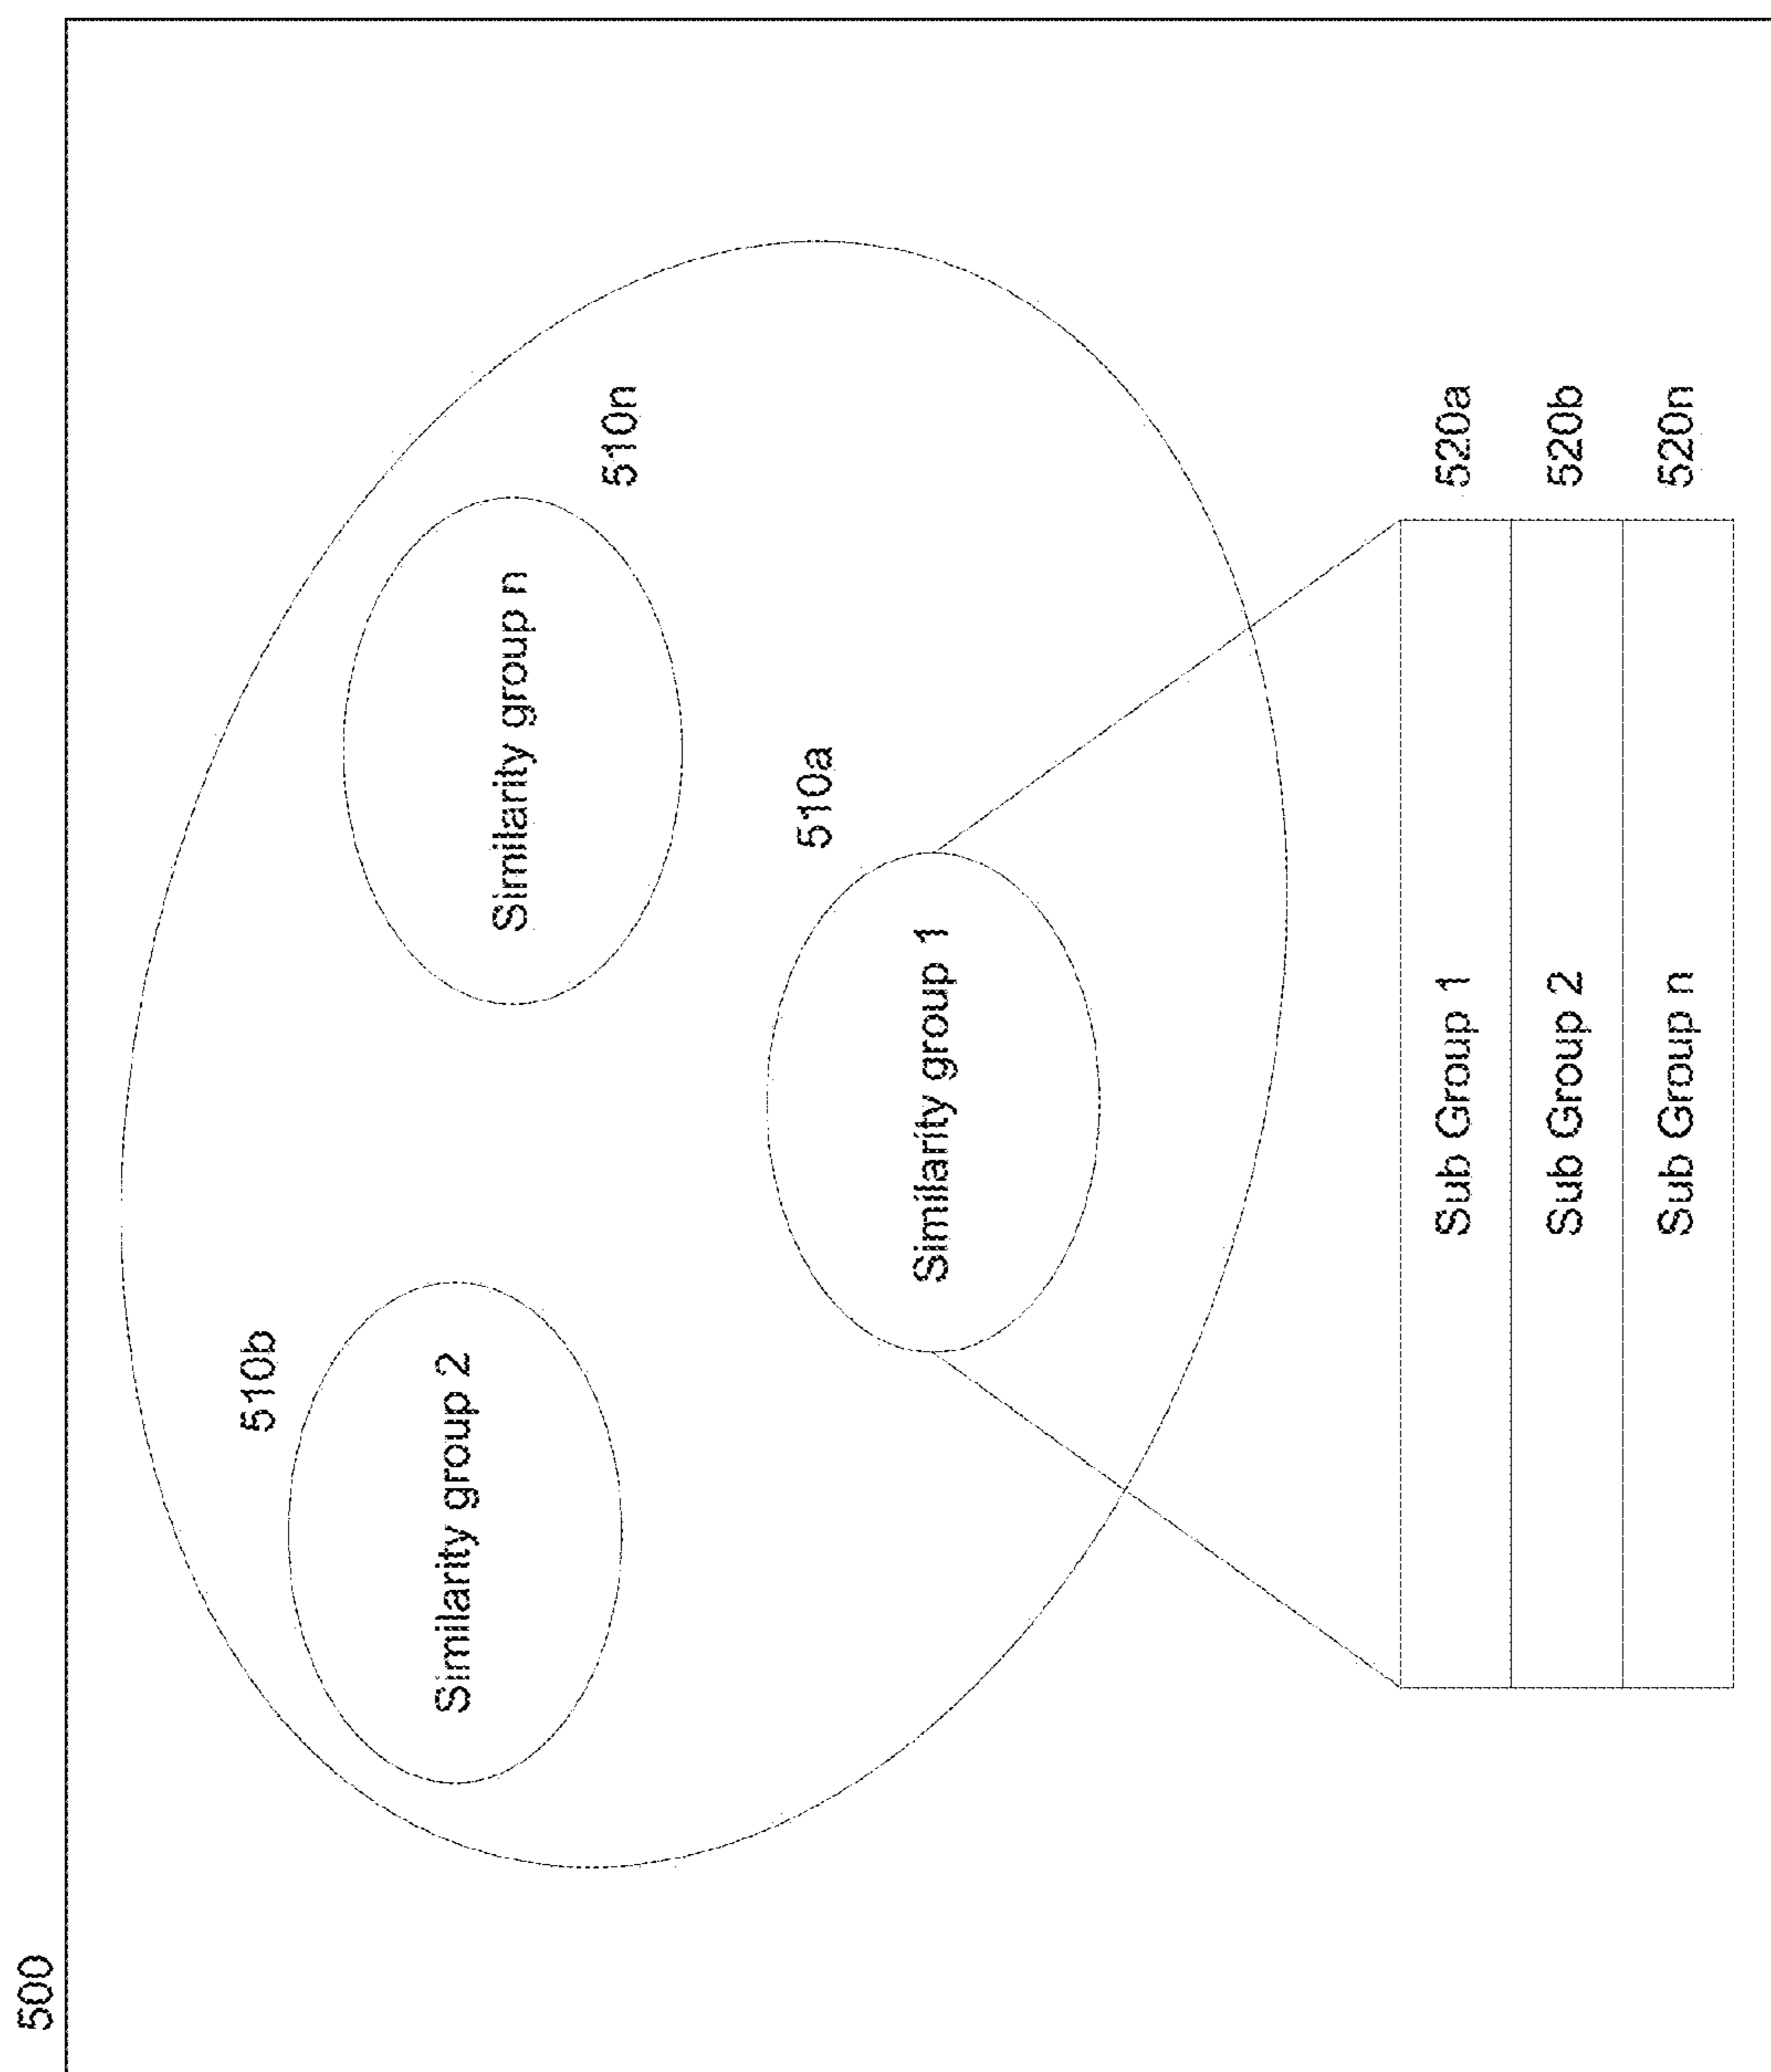 500
510b
Similarity group 2
510n
Similarity group n
510a
Similarity group 1
Sub Group 1
520a
Sub Group 2
520b
Sub Group n
520n